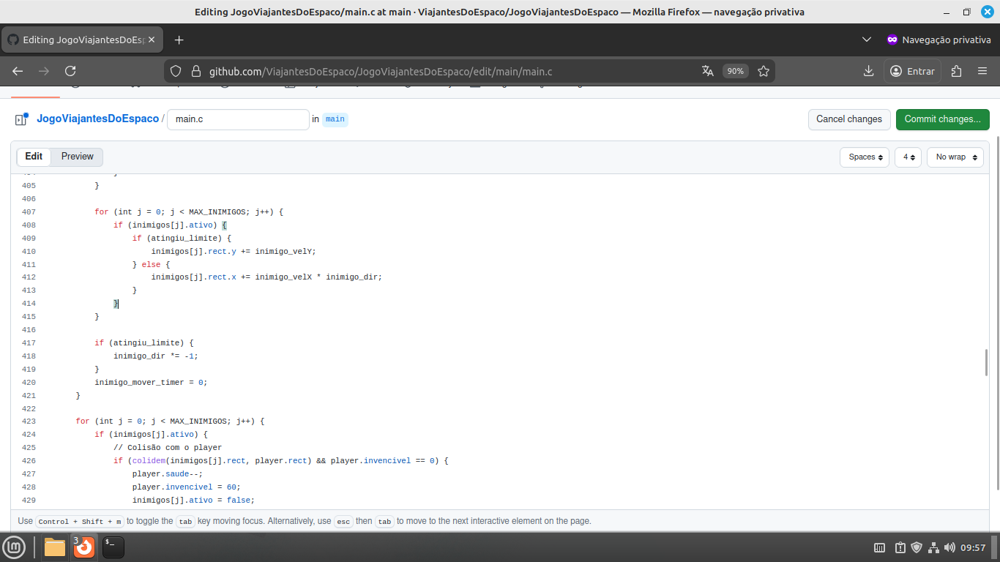 Editing JogoViajantesDoEspaco/main.c at main · ViajantesDoEspaco/JogoViajantesDoEspaco — Mozilla Firefox — navegação privativa
Editing JogoViajantesDoEsp
Navegação privativa
github.com/ViajantesDoEspaco/JogoViajantesDoEspaco/edit/main/main.c
90%
Entrar
JogoViajantesDoEspaco / main.c in main
Cancel changes
Commit changes...
Edit Preview
Spaces 4 No wrap
405 }
406
407 for (int j = 0; j < MAX_INIMIGOS; j++) {
408 if (inimigos[j].ativo) {
409 if (atingiu_limite) {
410 inimigos[j].rect.y += inimigo_velY;
411 } else {
412 inimigos[j].rect.x += inimigo_velX * inimigo_dir;
413 }
414 }
415 }
416
417 if (atingiu_limite) {
418 inimigo_dir *= -1;
419 }
420 inimigo_mover_timer = 0;
421 }
422
423 for (int j = 0; j < MAX_INIMIGOS; j++) {
424 if (inimigos[j].ativo) {
425 // Colisão com o player
426 if (colidem(inimigos[j].rect, player.rect) && player.invencivel == 0) {
427 player.saude--;
428 player.invencivel = 60;
429 inimigos[j].ativo = false;
Use Control + Shift + m to toggle the tab key moving focus. Alternatively, use esc then tab to move to the next interactive element on the page.
3
$_
09:57